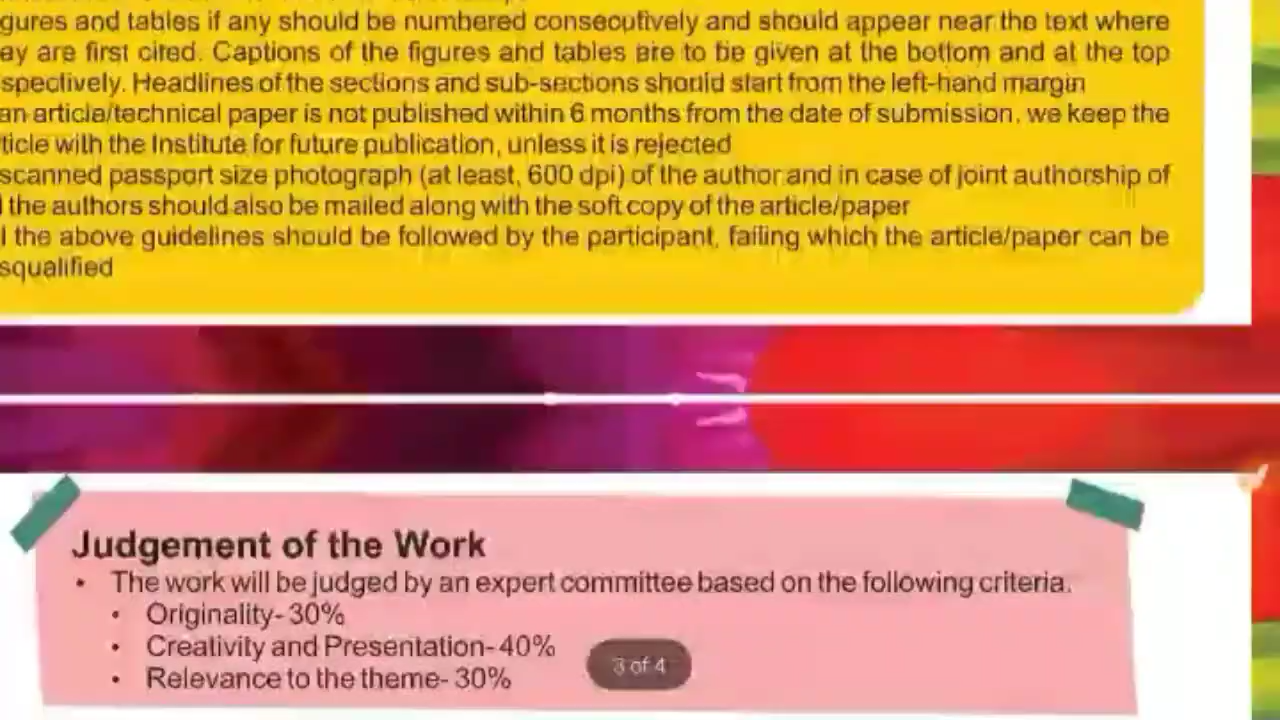 gures and tables if any should be numbered consecutively and should appear near the text where
ey are first cited. Captions of the figures and tables are to be given at the bottom and at the top
spectively. Headlines of the sections and sub-sections should start from the left-hand margin
an article/technical paper is not published within 6 months from the date of submission, we keep the
ticle with the Institute for future publication, unless it is rejected
scanned passport size photograph (at least, 600 dpi) of the author and in case of joint authorship of
l the authors should also be mailed along with the soft copy of the article/paper
l the above guidelines should be followed by the participant, failing which the article/paper can be
squalified
Judgement of the Work
• The work will be judged by an expert committee based on the following criteria.
• Originality- 30%
• Creativity and Presentation- 40%
• Relevance to the theme- 30%
3 of 4